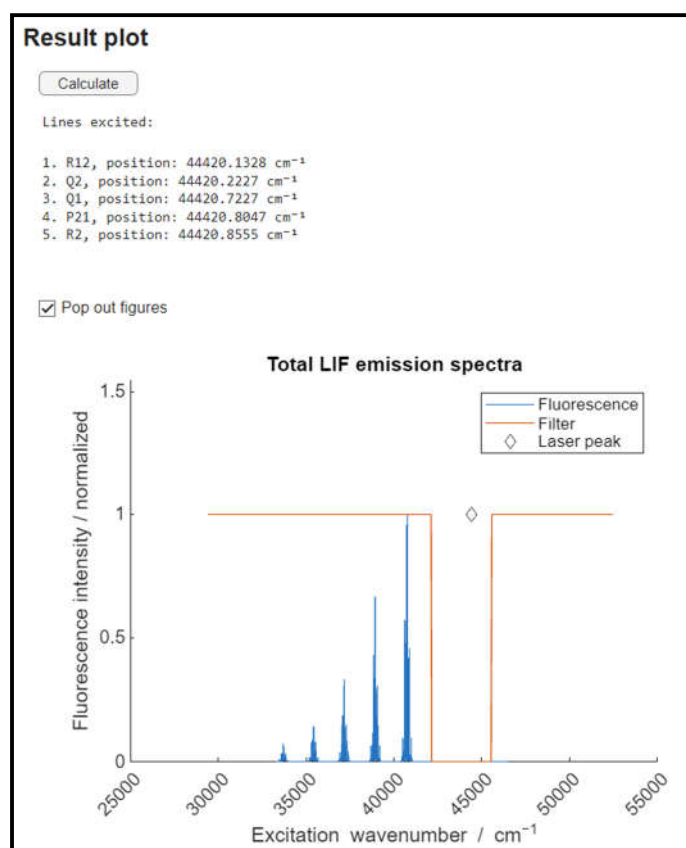 Result plot
Calculate
Lines excited:
1. R12, position: 44420.1328 cm⁻¹
2. Q2, position: 44420.2227 cm⁻¹
3. Q1, position: 44420.7227 cm⁻¹
4. P21, position: 44420.8047 cm⁻¹
5. R2, position: 44420.8555 cm⁻¹
Pop out figures
Total LIF emission spectra
1.5
Fluorescence
Filter
Laser peak
1
0.5
0
Fluorescence intensity / normalized
25000 30000 35000 40000 45000 50000 55000
Excitation wavenumber / cm⁻¹